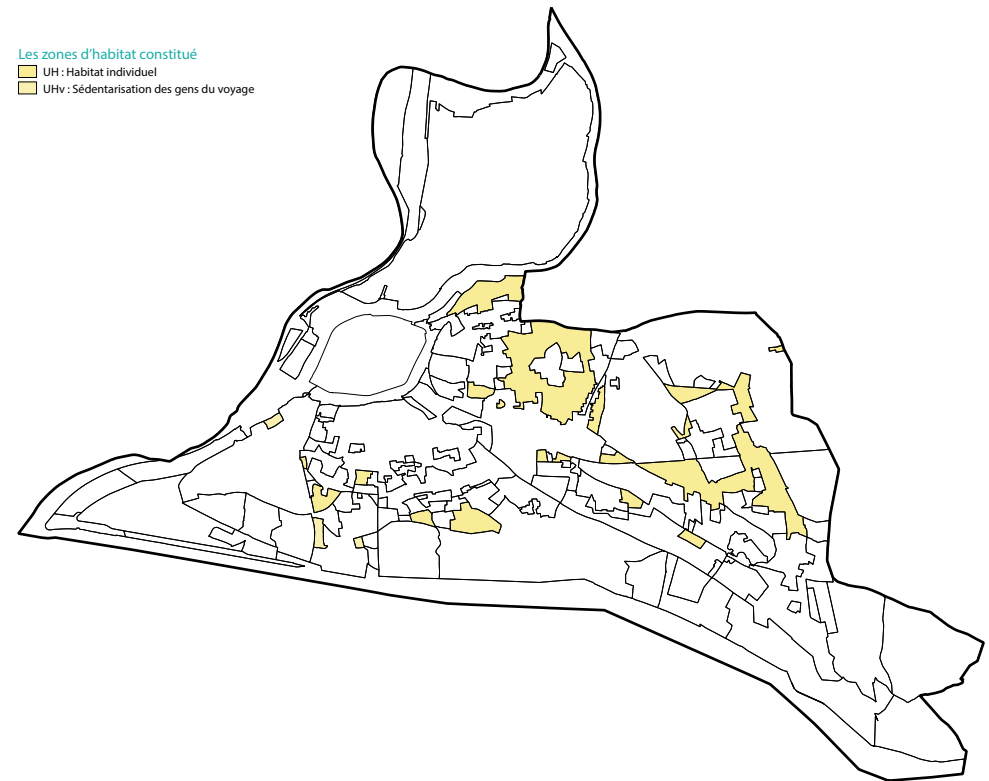 Les zones d'habitat constitué
UH : Habitat individuel
UHv : Sédentarisation des gens du voyage